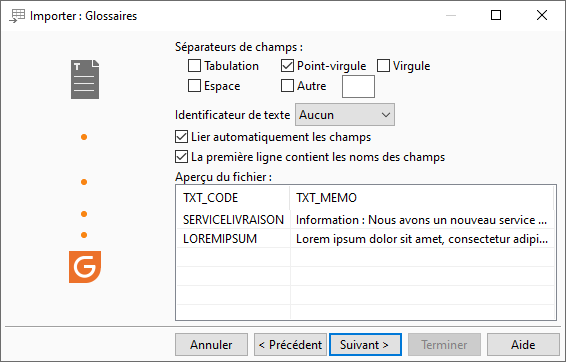 Importer : Glossaires
Séparateurs de champs :
Tabulation Point-virgule Virgule
Espace Autre
Identificateur de texte Aucun
Lier automatiquement les champs
La première ligne contient les noms des champs
Aperçu du fichier :
TXT_CODE TXT_MEMO
SERVICELIVRAISON Information : Nous avons un nouveau service ...
LOREMIPSUM Lorem ipsum dolor sit amet, consectetur adipi...
Annuler < Précédent Suivant > Terminer Aide